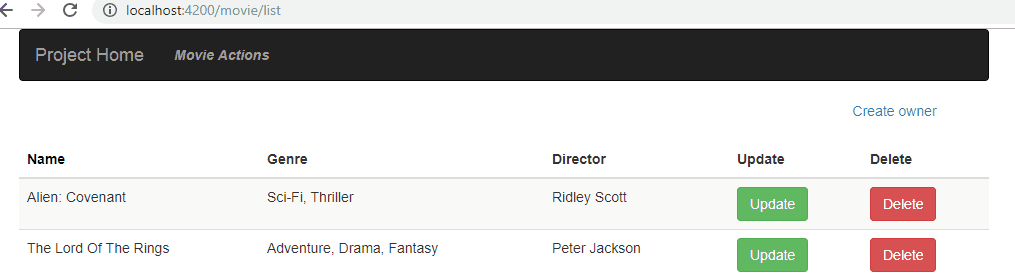 localhost:4200/movie/list
Project Home Movie Actions
Create owner
Name Genre Director Update Delete
Alien: Covenant Sci-Fi, Thriller Ridley Scott Update Delete
The Lord Of The Rings Adventure, Drama, Fantasy Peter Jackson Update Delete